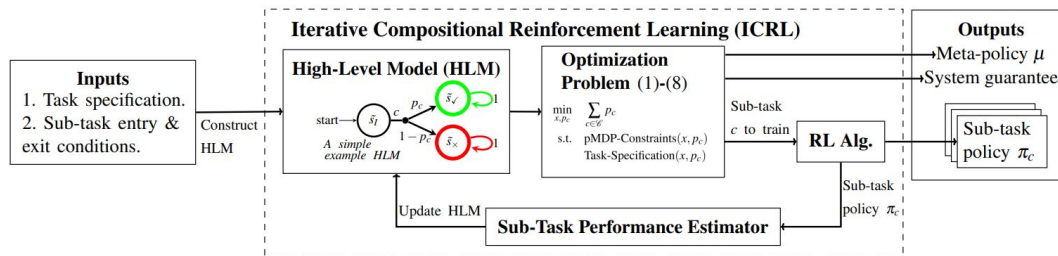 Iterative Compositional Reinforcement Learning (ICRL)
Inputs
1. Task specification.
2. Sub-task entry &
exit conditions.
Construct
HLM
High-Level Model (HLM)
start
s̃_I
c
p_c
1−p_c
s̃_✓
1
s̃_×
1
A simple
example HLM
Optimization
Problem (1)-(8)
min_{x,p_c} ∑_{c∈𝒞} p_c
s.t. pMDP-Constraints(x, p_c)
Task-Specification(x, p_c)
Sub-task
c to train
RL Alg.
Sub-task
policy π_c
Sub-Task Performance Estimator
Update HLM
Outputs
Meta-policy μ
System guarantee
Sub-task
policy π_c